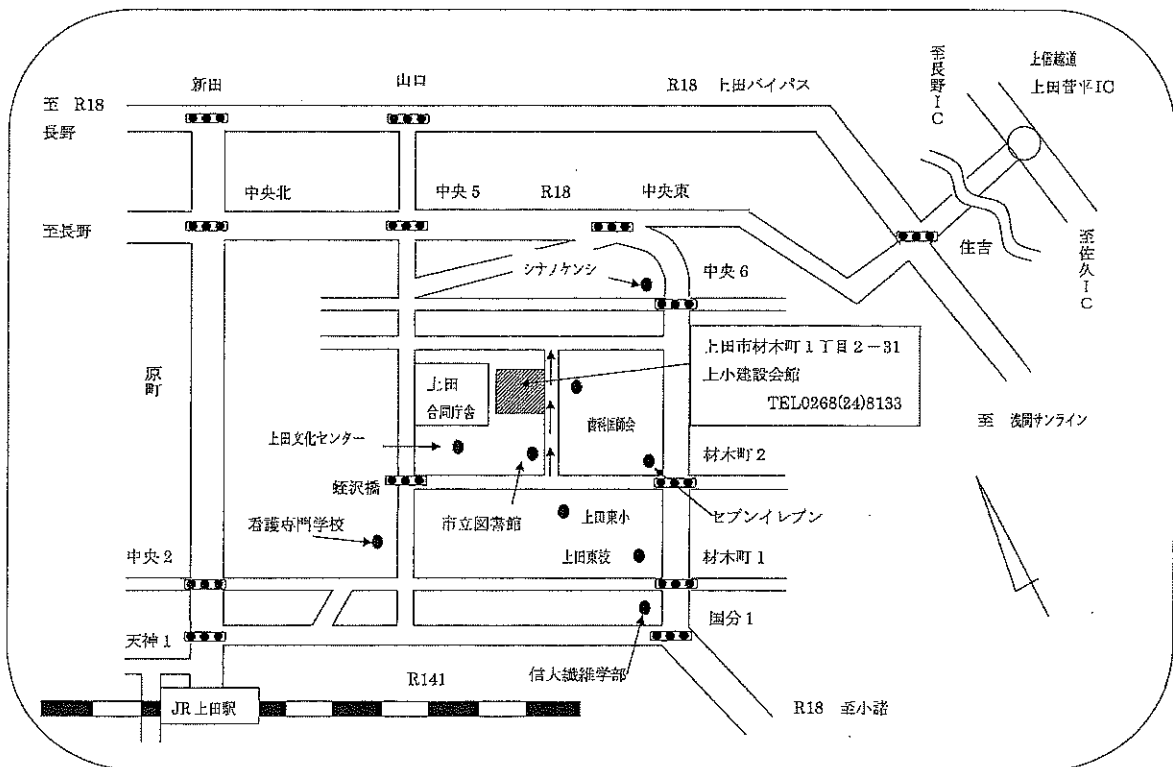 新田
山口
R18 上田バイパス
至長野IC
上信越道
上田菅平IC
至 R18
長野
中央北
中央5
R18
中央東
至長野
住吉
至佐久IC
シナノケンシ
中央6
上田市材木町1丁目2-31
上小建設会館
TEL0268(24)8133
原町
上田
合同庁舎
歯科医師会
至 浅間サンライン
上田文化センター
材木町2
蛭沢橋
市立図書館
セブンイレブン
上田東小
看護専門学校
中央2
上田東校
材木町1
天神1
国分1
信大繊維学部
R141
JR上田駅
R18 至小諸